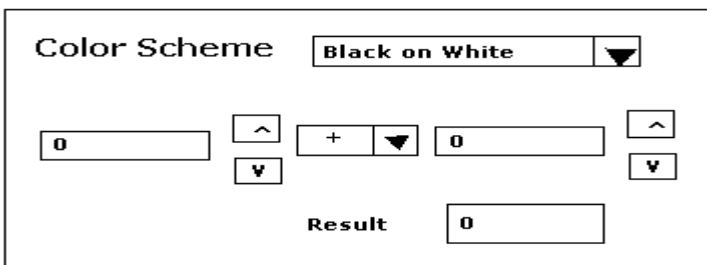 Color Scheme Black on White
0 ^ + 0 ^
v v
Result 0